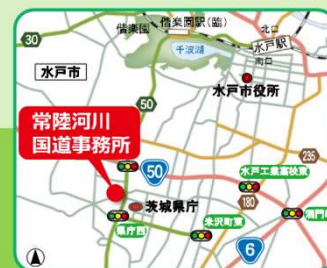 偕楽園
偕楽園駅(臨)
北口
水戸駅
南口
千波湖
30
水戸市
50
水戸市役所
常陸河川
国道事務所
50
水戸工業高校東
235
180
茨城県庁
県庁西
米沢町東
6